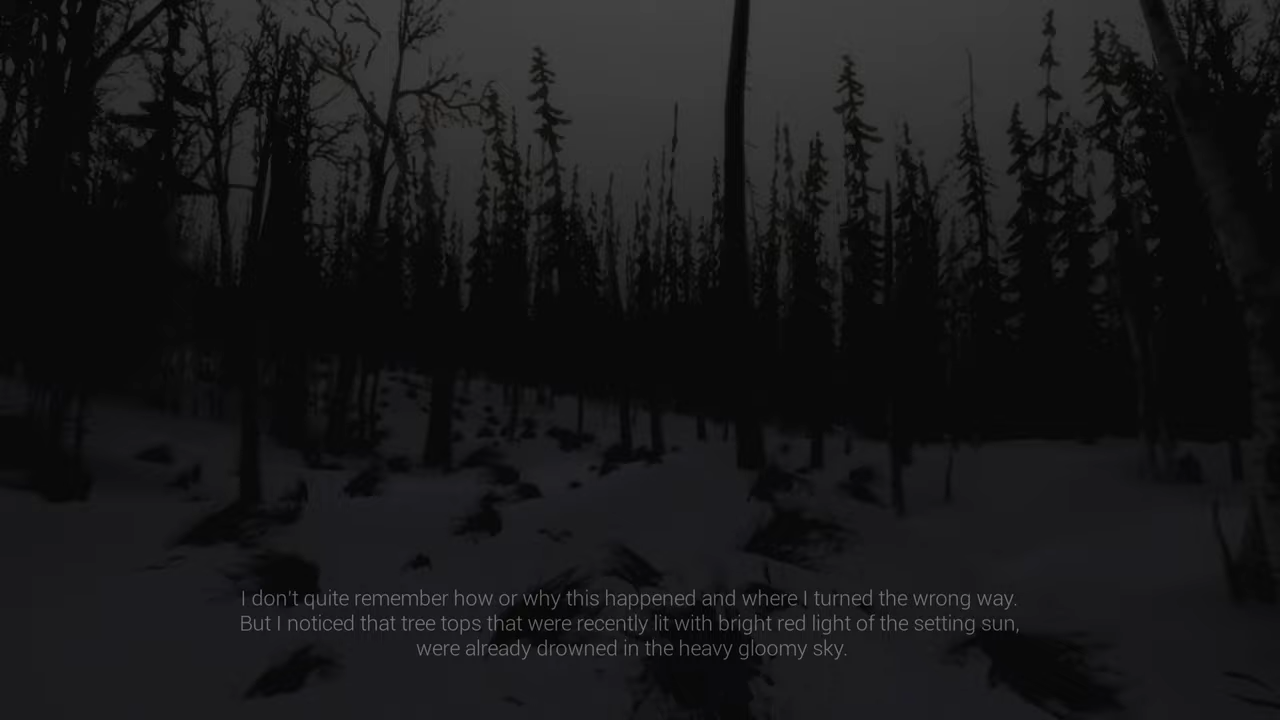 I don't quite remember how or why this happened and where I turned the wrong way.
But I noticed that tree tops that were recently lit with bright red light of the setting sun,
were already drowned in the heavy gloomy sky.